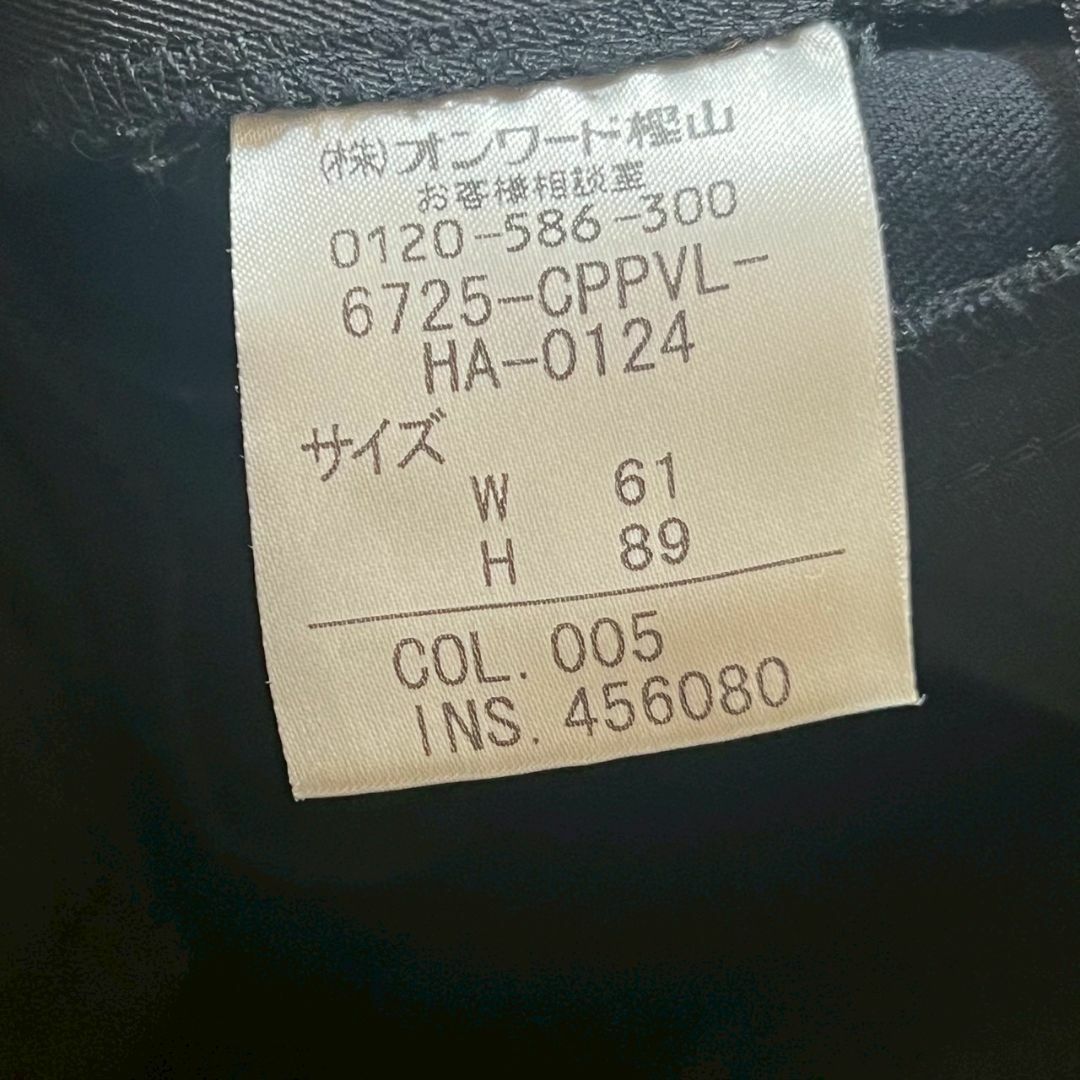 (株)オンワード樫山
お客様相談室
0120-586-300
6725-CPPVL-
HA-0124
サイズ
W 61
H 89
COL. 005
INS. 456080